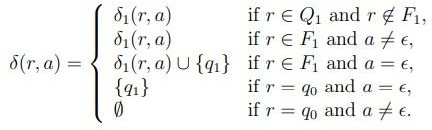 δ(r, a) = { δ₁(r, a) if r ∈ Q₁ and r ∉ F₁,
δ₁(r, a) if r ∈ F₁ and a ≠ ϵ,
δ₁(r, a) ∪ {q₁} if r ∈ F₁ and a = ϵ,
{q₁} if r = q₀ and a = ϵ,
∅ if r = q₀ and a ≠ ϵ.